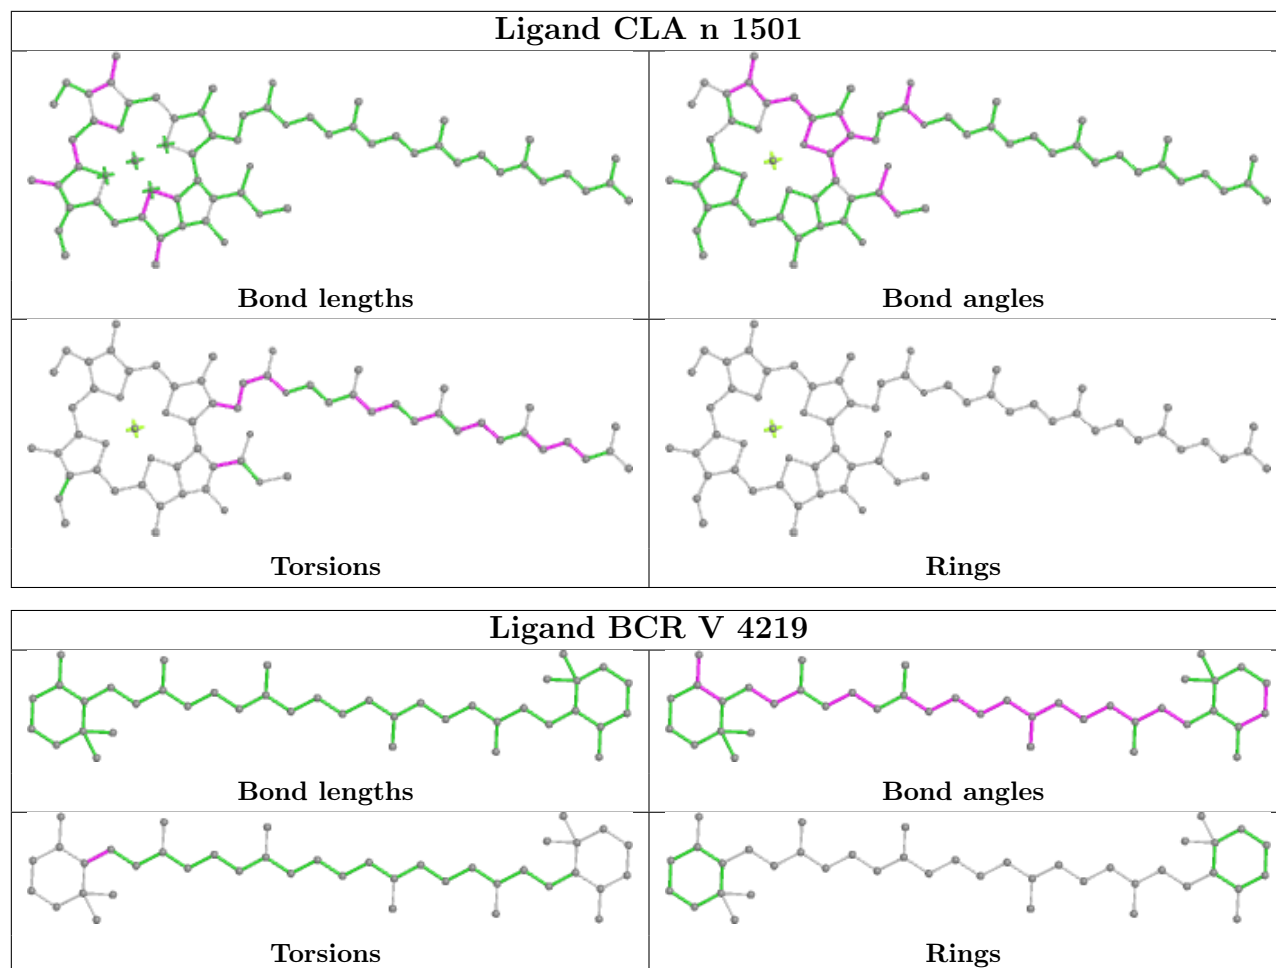 Ligand CLA n 1501
Bond lengths
Bond angles
Torsions
Rings
Ligand BCR V 4219
Bond lengths
Bond angles
Torsions
Rings